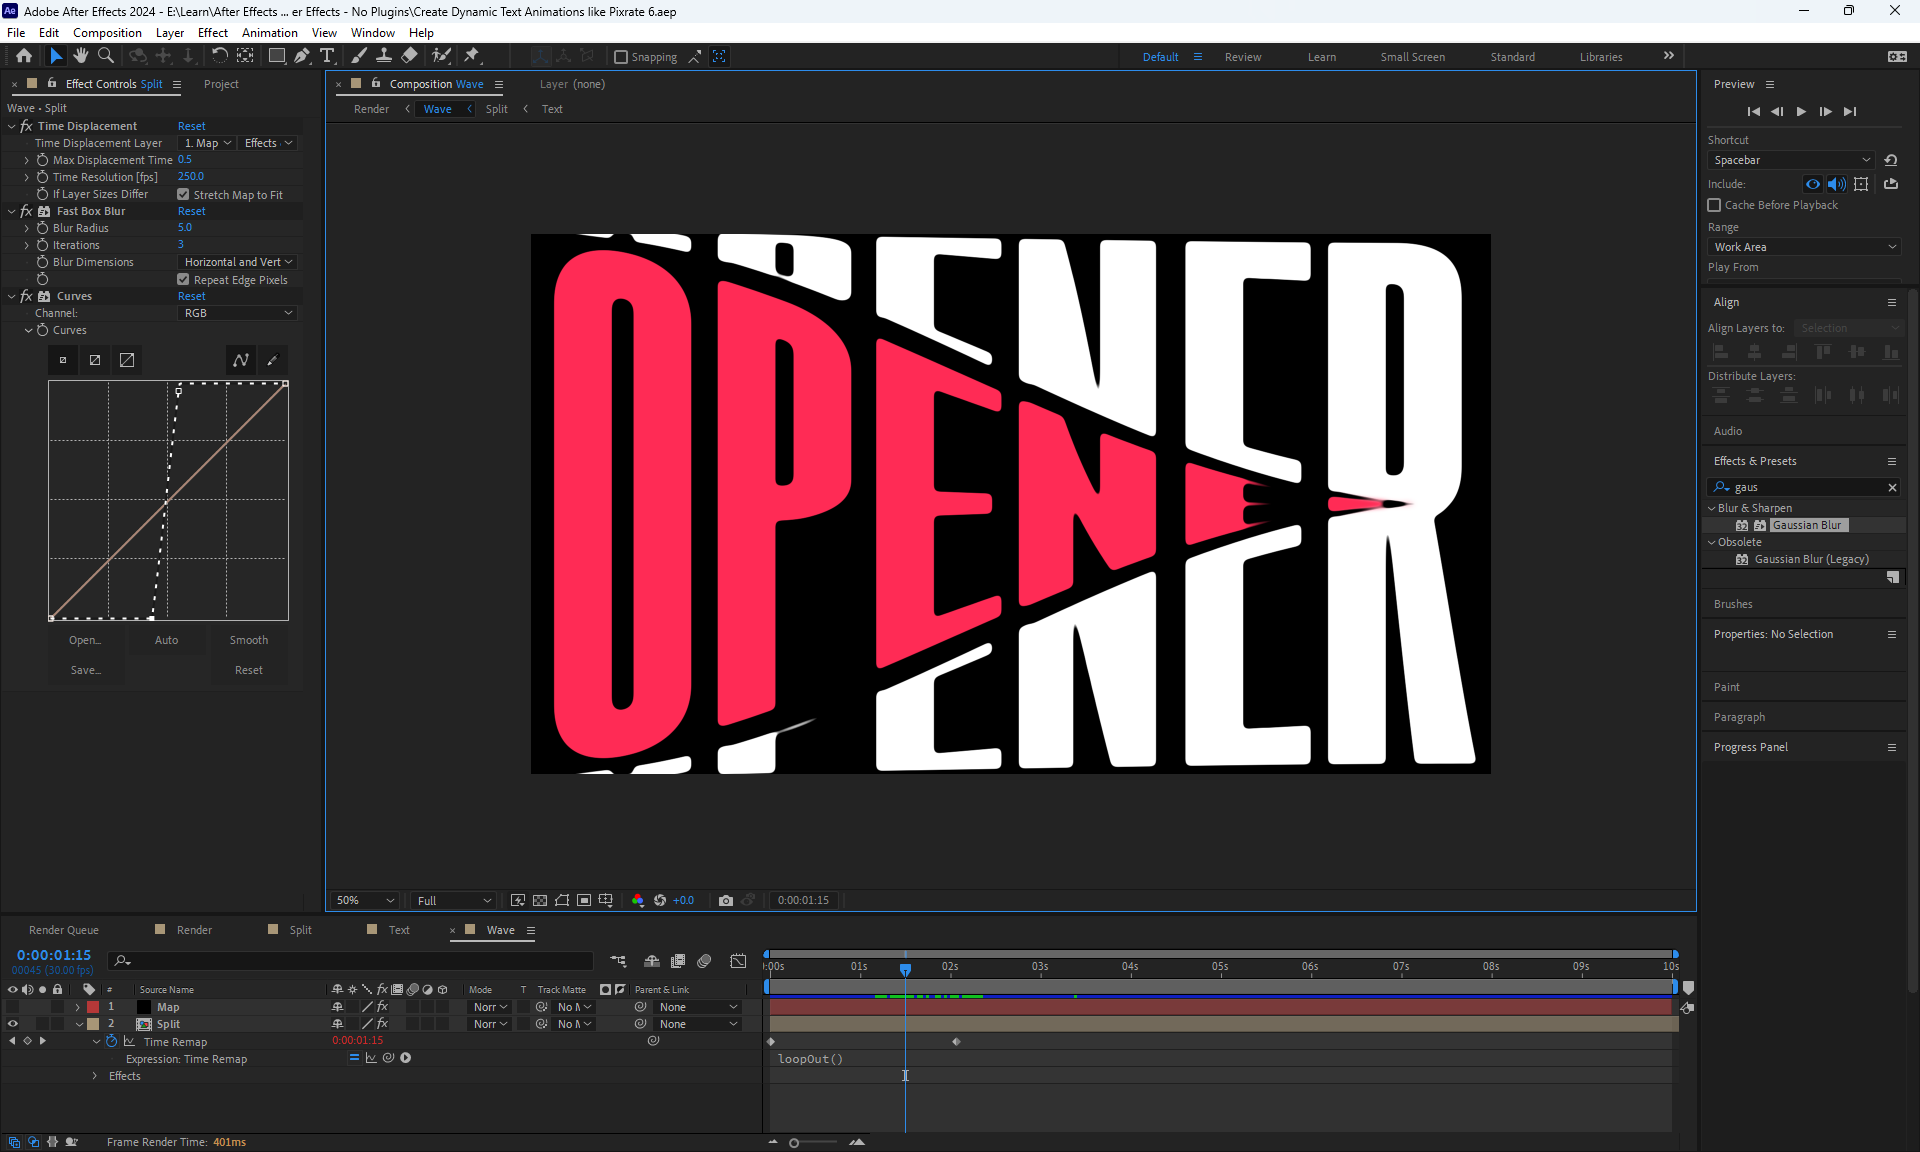 Adobe After Effects 2024 - E:\Learn\After Effects ... er Effects - No Plugins\Create Dynamic Text Animations like Pixrate 6.aep
File Edit Composition Layer Effect Animation View Window Help
Snapping
Default Review Learn Small Screen Standard Libraries
Effect Controls Split Project
Wave • Split
Time Displacement Reset
Time Displacement Layer 1. Map Effects
Max Displacement Time 0.5
Time Resolution [fps] 250.0
If Layer Sizes Differ Stretch Map to Fit
Fast Box Blur Reset
Blur Radius 5.0
Iterations 3
Blur Dimensions Horizontal and Vert
Repeat Edge Pixels
Curves Reset
Channel: RGB
Curves
Open... Auto Smooth
Save... Reset
Composition Wave Layer (none)
Render Wave Split Text
OPENER
50% Full +0.0 0:00:01:15
Preview
Shortcut
Spacebar
Include:
Cache Before Playback
Range
Work Area
Play From
Align
Align Layers to: Selection
Distribute Layers:
Audio
Effects & Presets
gaus
Blur & Sharpen
32 Gaussian Blur
Obsolete
32 Gaussian Blur (Legacy)
Brushes
Properties: No Selection
Paint
Paragraph
Progress Panel
Render Queue Render Split Text Wave
0:00:01:15
00045 (30.00 fps)
:00s 01s 02s 03s 04s 05s 06s 07s 08s 09s 10s
# Source Name Mode T Track Matte Parent & Link
1 Map Norr No M None
2 Split Norr No M None
Time Remap 0:00:01:15
Expression: Time Remap loopOut()
Effects
Frame Render Time: 401ms